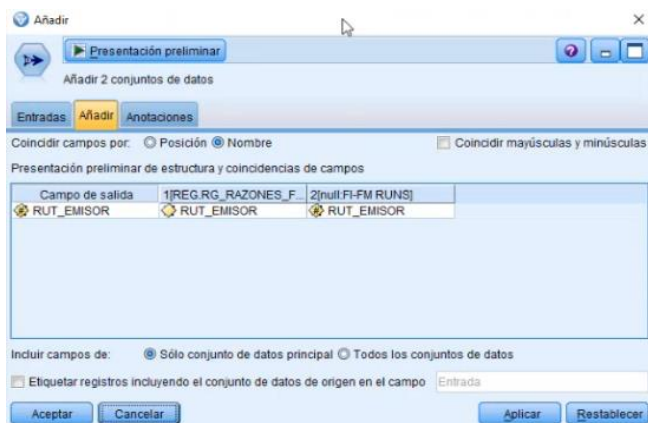 Añadir
Presentación preliminar
Añadir 2 conjuntos de datos
Entradas Añadir Anotaciones
Coincidir campos por: Posición Nombre Coincidir mayúsculas y minúsculas
Presentación preliminar de estructura y coincidencias de campos
Campo de salida 1[REG.RG_RAZONES_F... 2[null:FI-FM RUNS]
RUT_EMISOR RUT_EMISOR RUT_EMISOR
Incluir campos de: Sólo conjunto de datos principal Todos los conjuntos de datos
Etiquetar registros incluyendo el conjunto de datos de origen en el campo Entrada
Aceptar Cancelar Aplicar Restablecer